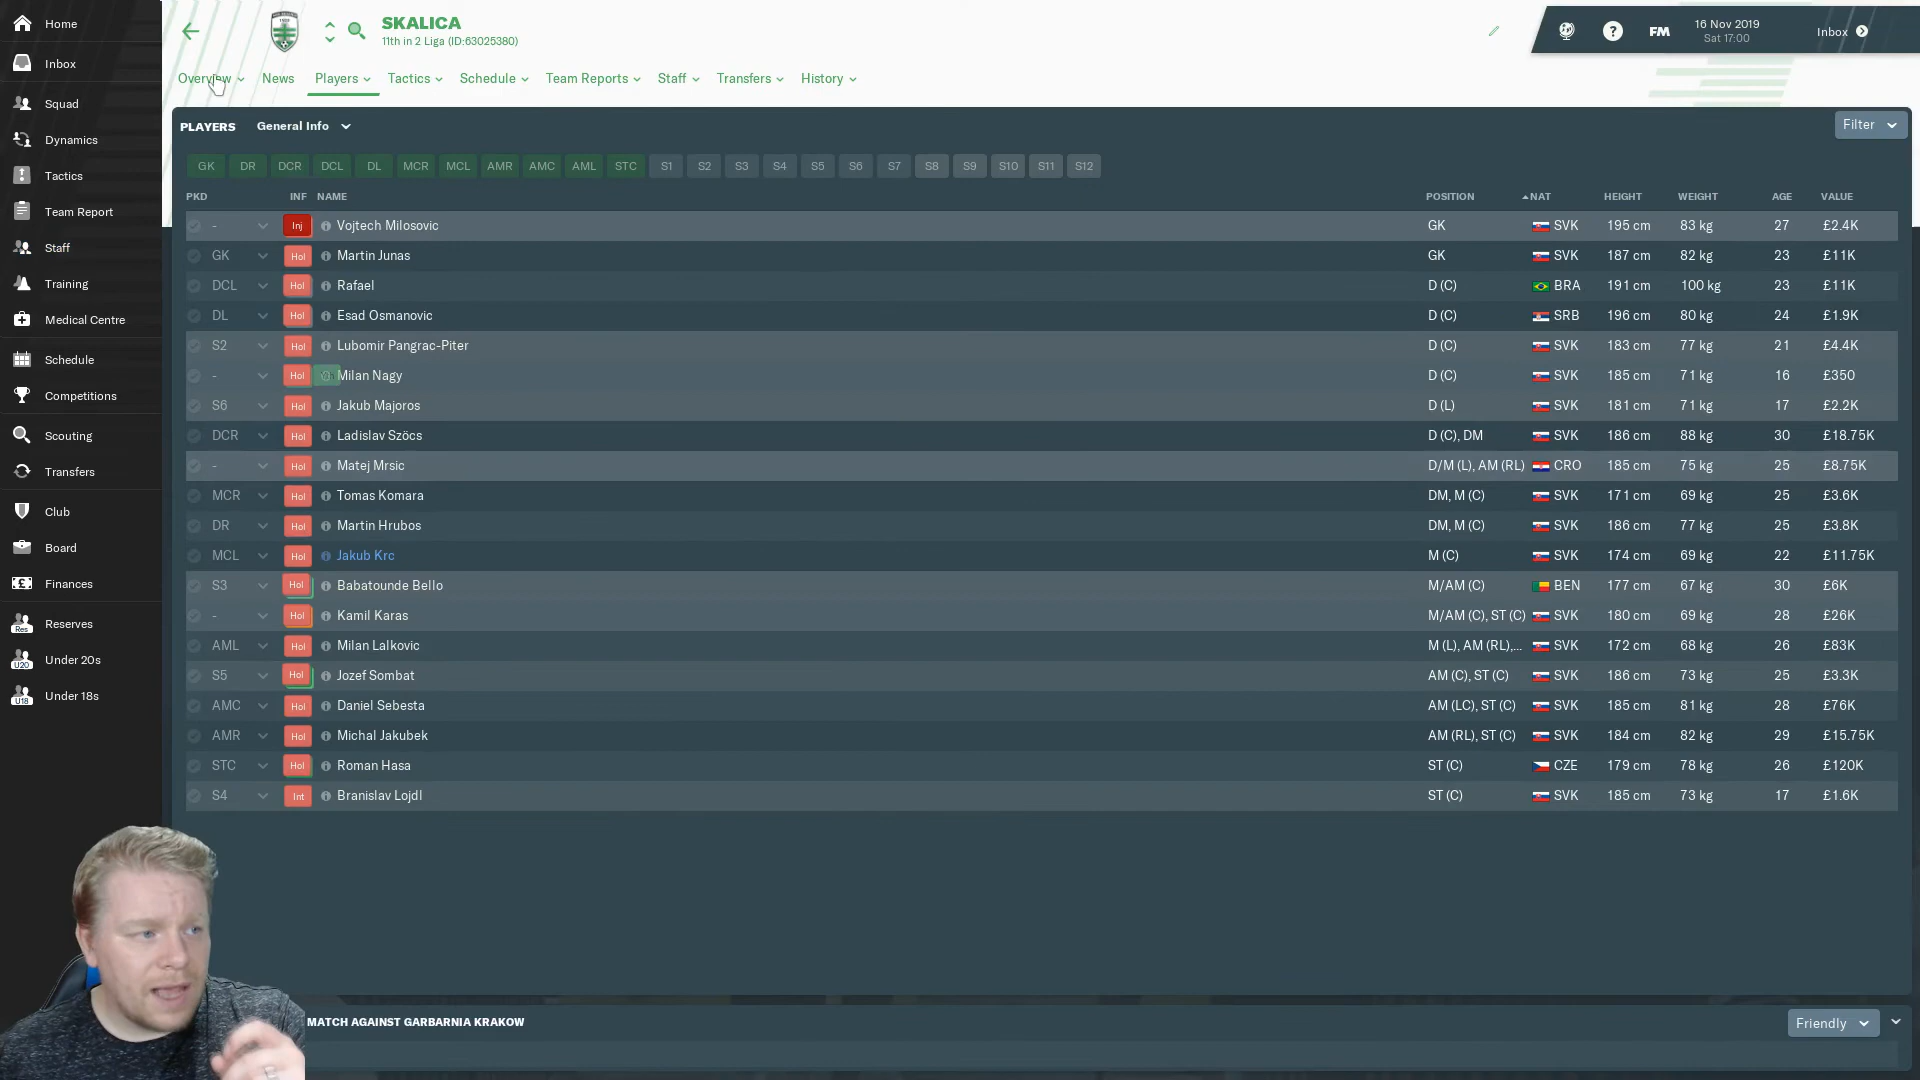 Home
Inbox
Squad
Dynamics
Tactics
Team Report
Staff
Training
Medical Centre
Schedule
Competitions
Scouting
Transfers
Club
Board
Finances
Res Reserves
U20 Under 20s
U18 Under 18s
SKALICA
11th in 2 Liga (ID:63025380)
FM
16 Nov 2019
Sat 17:00
Inbox
Overview News Players Tactics Schedule Team Reports Staff Transfers History
PLAYERS General Info Filter
GK DR DCR DCL DL MCR MCL AMR AMC AML STC S1 S2 S3 S4 S5 S6 S7 S8 S9 S10 S11 S12
PKD INF NAME POSITION NAT HEIGHT WEIGHT AGE VALUE
- Inj Vojtech Milosovic GK SVK 195 cm 83 kg 27 £2.4K
GK Hol Martin Junas GK SVK 187 cm 82 kg 23 £11K
DCL Hol Rafael D (C) BRA 191 cm 100 kg 23 £11K
DL Hol Esad Osmanovic D (C) SRB 196 cm 80 kg 24 £1.9K
S2 Hol Lubomir Pangrac-Piter D (C) SVK 183 cm 77 kg 21 £4.4K
- Hol Milan Nagy D (C) SVK 185 cm 71 kg 16 £350
S6 Hol Jakub Majoros D (L) SVK 181 cm 71 kg 17 £2.2K
DCR Hol Ladislav Szöcs D (C), DM SVK 186 cm 88 kg 30 £18.75K
- Hol Matej Mrsic D/M (L), AM (RL) CRO 185 cm 75 kg 25 £8.75K
MCR Hol Tomas Komara DM, M (C) SVK 171 cm 69 kg 25 £3.6K
DR Hol Martin Hrubos DM, M (C) SVK 186 cm 77 kg 25 £3.8K
MCL Hol Jakub Krc M (C) SVK 174 cm 69 kg 22 £11.75K
S3 Hol Babatounde Bello M/AM (C) BEN 177 cm 67 kg 30 £6K
- Hol Kamil Karas M/AM (C), ST (C) SVK 180 cm 69 kg 28 £26K
AML Hol Milan Lalkovic M (L), AM (RL),... SVK 172 cm 68 kg 26 £83K
S5 Hol Jozef Sombat AM (C), ST (C) SVK 186 cm 73 kg 25 £3.3K
AMC Hol Daniel Sebesta AM (LC), ST (C) SVK 185 cm 81 kg 28 £76K
AMR Hol Michal Jakubek AM (RL), ST (C) SVK 184 cm 82 kg 29 £15.75K
STC Hol Roman Hasa ST (C) CZE 179 cm 78 kg 26 £120K
S4 Int Branislav Lojdl ST (C) SVK 185 cm 73 kg 17 £1.6K
MATCH AGAINST GARBARNIA KRAKOW Friendly